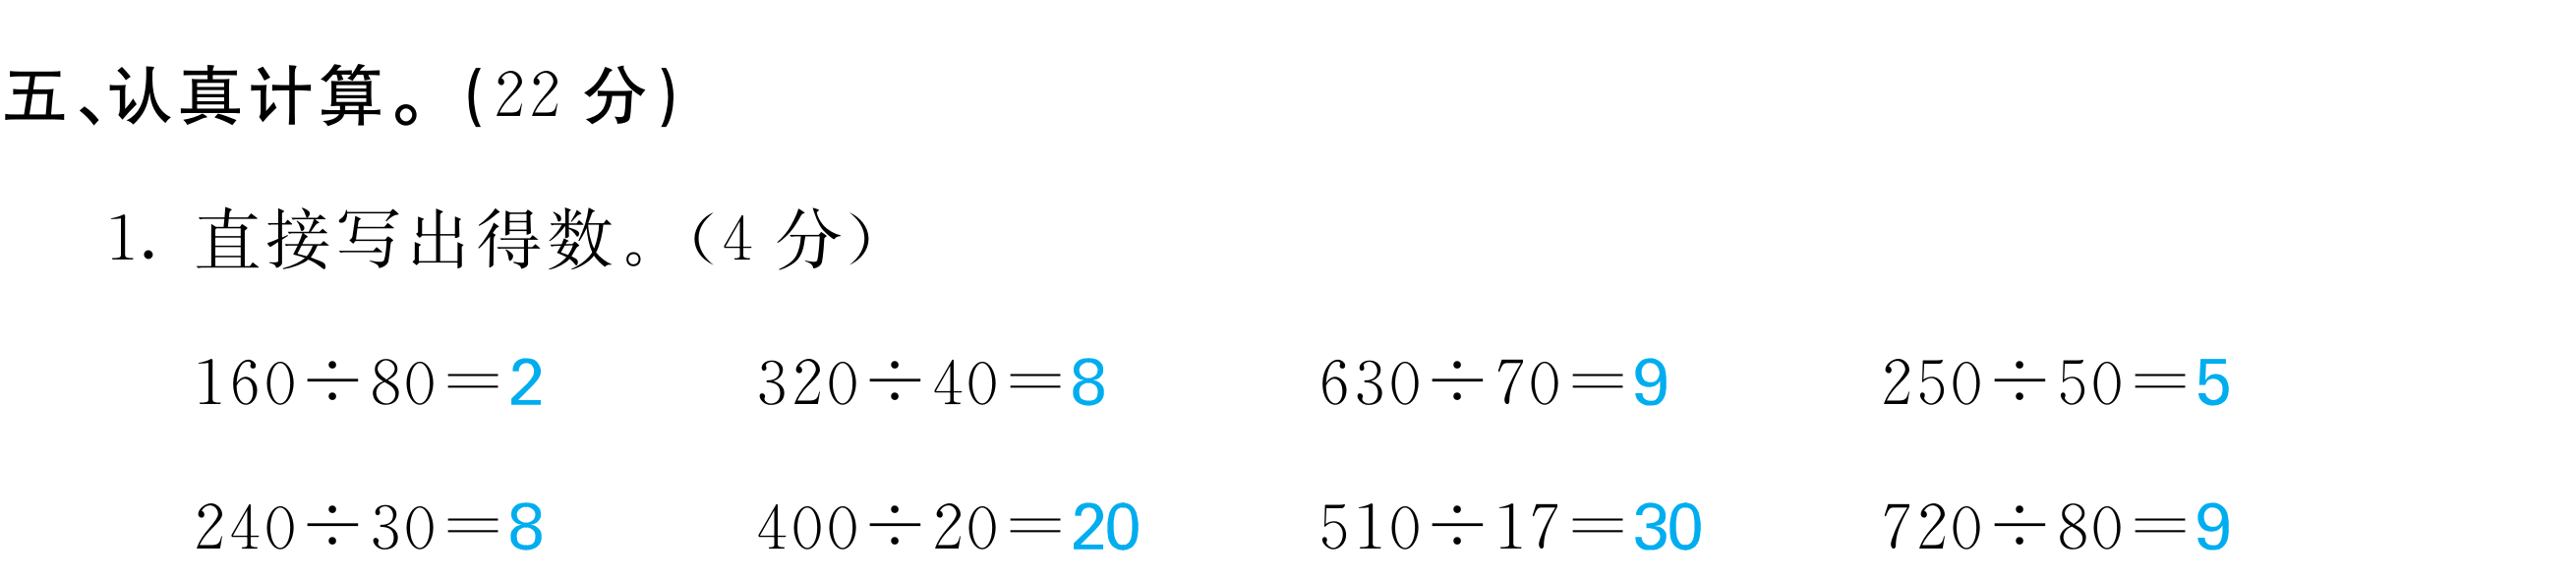 五、认真计算。(22 分)
1. 直接写出得数。(4 分)
160÷80=2 320÷40=8 630÷70=9 250÷50=5
240÷30=8 400÷20=20 510÷17=30 720÷80=9